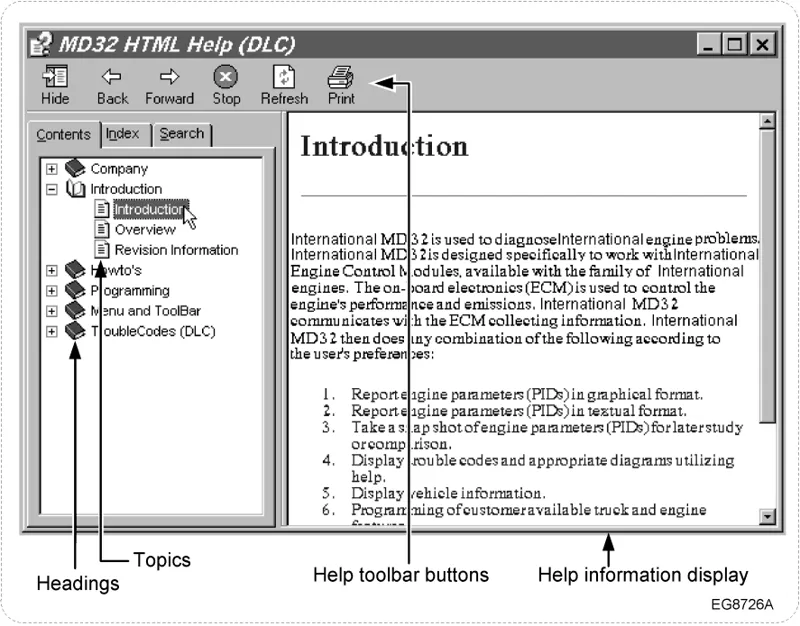 MD32 HTML Help (DLC)
Hide Back Forward Stop Refresh Print
Contents Index Search
Company
Introduction
Introduction
Overview
Revision Information
Howto's
Programming
Menu and ToolBar
TroubleCodes (DLC)
Introduction
International MD32 is used to diagnose International engine problems.
International MD32 is designed specifically to work with International
Engine Control Modules, available with the family of International
engines. The on-board electronics (ECM) is used to control the
engine's performance and emissions. International MD32
communicates with the ECM collecting information. International
MD32 then does any combination of the following according to
the user's preferences:
1. Report engine parameters (PIDs) in graphical format.
2. Report engine parameters (PIDs) in textual format.
3. Take a snap shot of engine parameters (PIDs) for later study
or comparison.
4. Display trouble codes and appropriate diagrams utilizing
help.
5. Display vehicle information.
6. Programming of customer available truck and engine
Topics
Headings
Help toolbar buttons
Help information display
EG8726A